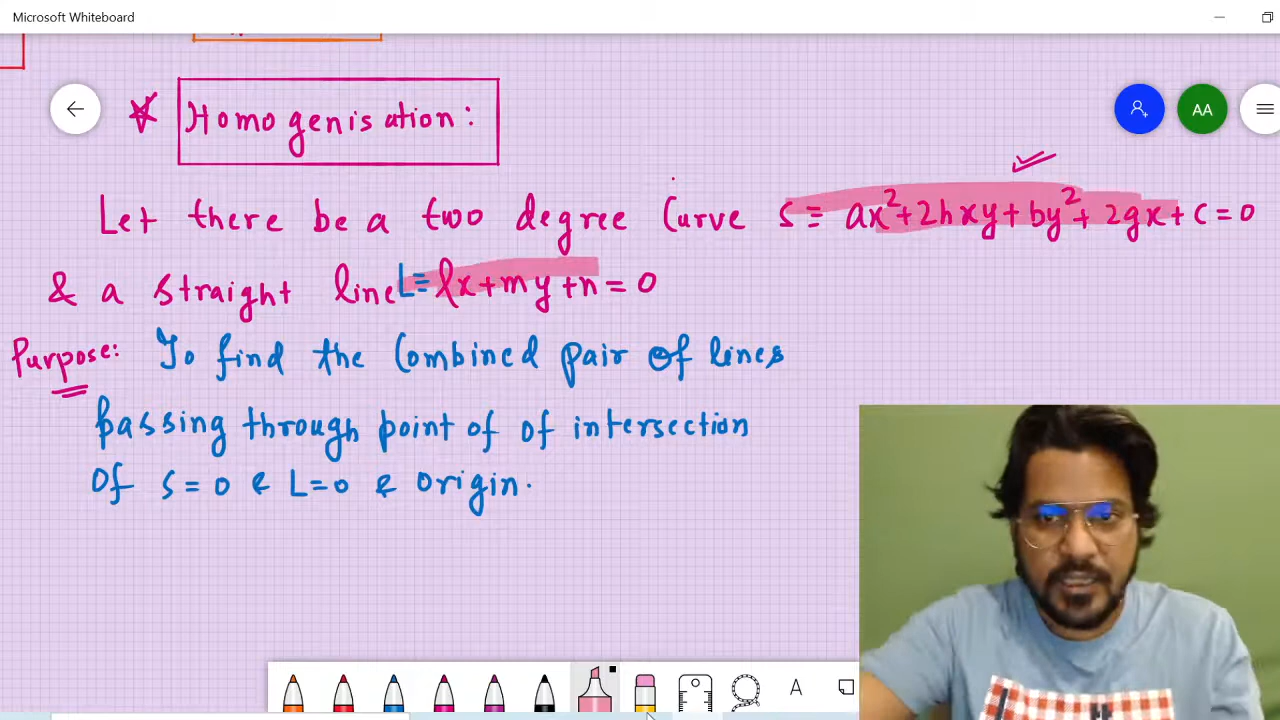 Microsoft Whiteboard
Homogenisation:
Let there be a two degree Curve S = ax²+2hxy+by²+2gx+c=0
& a straight line L= lx+my+n=0
Purpose: To find the Combined pair of lines
passing through point of of intersection
Of S=0 & L=0 & Origin.
AA
A